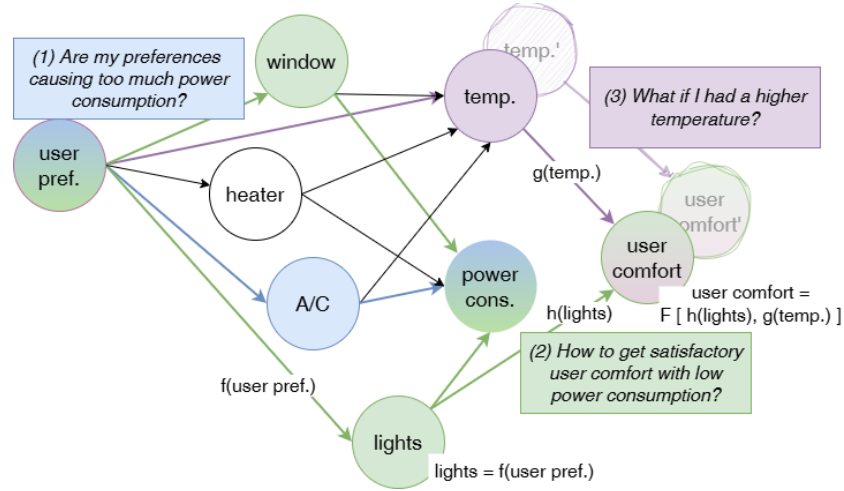 (1) Are my preferences
causing too much power
consumption?
window
temp.'
temp.
(3) What if I had a higher
temperature?
user
pref.
heater
g(temp.)
user
comfort'
user
comfort
A/C
power
cons.
user comfort =
F [ h(lights), g(temp.) ]
h(lights)
(2) How to get satisfactory
user comfort with low
power consumption?
f(user pref.)
lights
lights = f(user pref.)